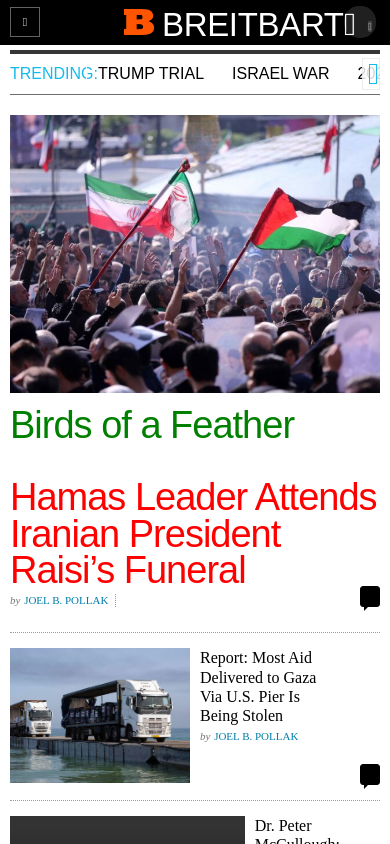 B BREITBART
TRENDING: TRUMP TRIAL ISRAEL WAR
Birds of a Feather
Hamas Leader Attends
Iranian President
Raisi’s Funeral
by JOEL B. POLLAK
Report: Most Aid
Delivered to Gaza
Via U.S. Pier Is
Being Stolen
by JOEL B. POLLAK
Dr. Peter
McCullough: